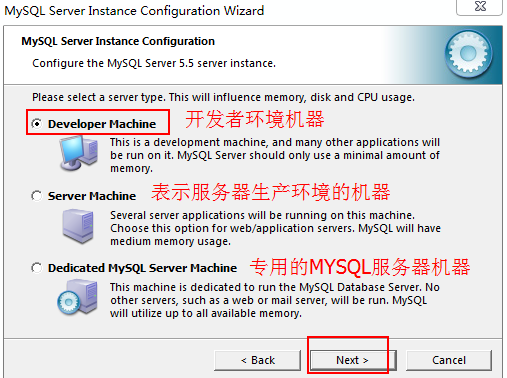 MySQL Server Instance Configuration Wizard
MySQL Server Instance Configuration
Configure the MySQL Server 5.5 server instance.
Please select a server type. This will influence memory, disk and CPU usage.
Developer Machine 开发者环境机器
This is a development machine, and many other applications will
be run on it. MySQL Server should only use a minimal amount of
memory.
Server Machine 表示服务器生产环境的机器
Several server applications will be running on this machine.
Choose this option for web/application servers. MySQL will have
medium memory usage.
Dedicated MySQL Server Machine 专用的MYSQL服务器机器
This machine is dedicated to run the MySQL Database Server. No
other servers, such as a web or mail server, will be run. MySQL
will utilize up to all available memory.
< Back Next > Cancel